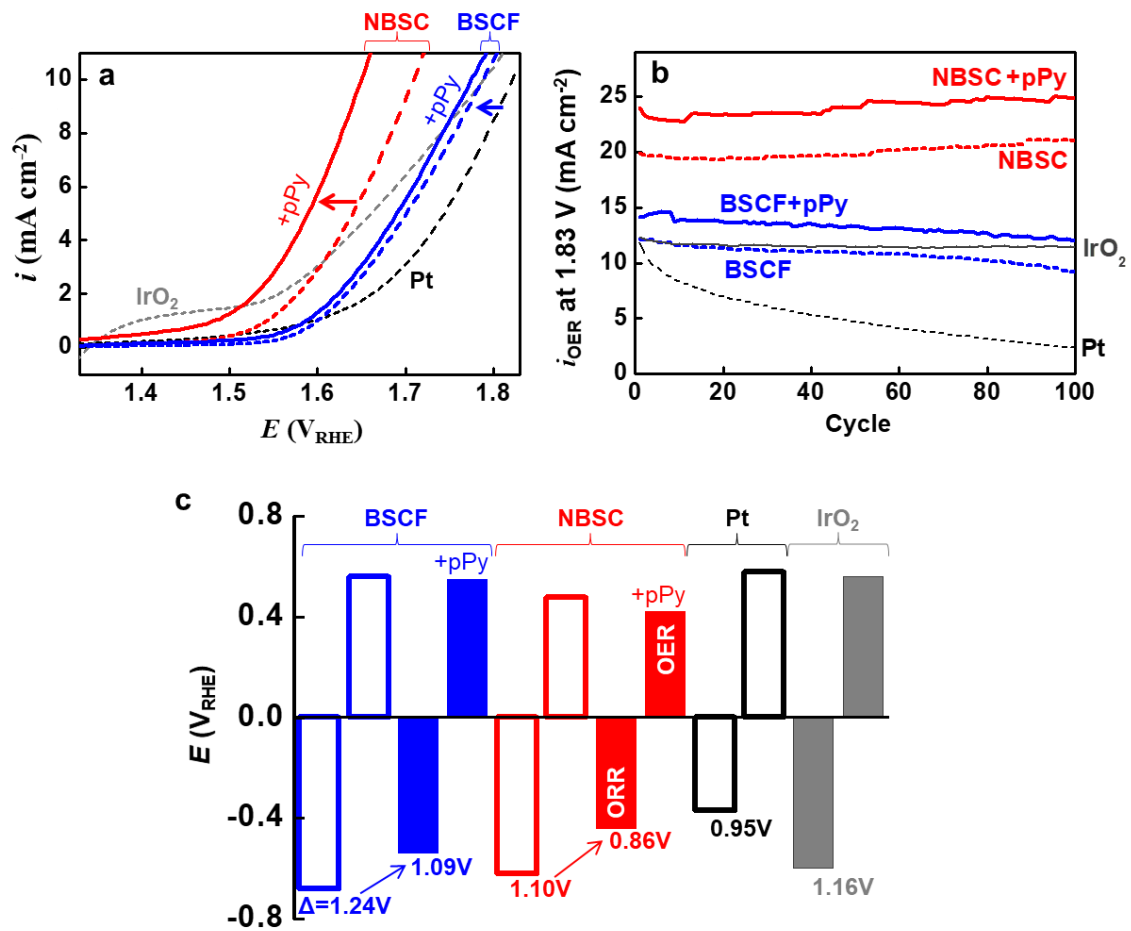 NBSC BSCF
a
10
8
6
4
2
0
i (mA cm⁻²)
+pPy
+pPy
IrO₂
Pt
1.4 1.5 1.6 1.7 1.8
E (V_RHE)
b
25
20
15
10
5
0
i_OER at 1.83 V (mA cm⁻²)
NBSC +pPy
NBSC
BSCF+pPy
IrO₂
BSCF
Pt
0 20 40 60 80 100
Cycle
c
0.8
0.4
0.0
-0.4
-0.8
E (V_RHE)
BSCF NBSC Pt IrO₂
+pPy +pPy
OER
ORR
0.95V
0.86V
1.09V
1.10V
1.16V
Δ=1.24V